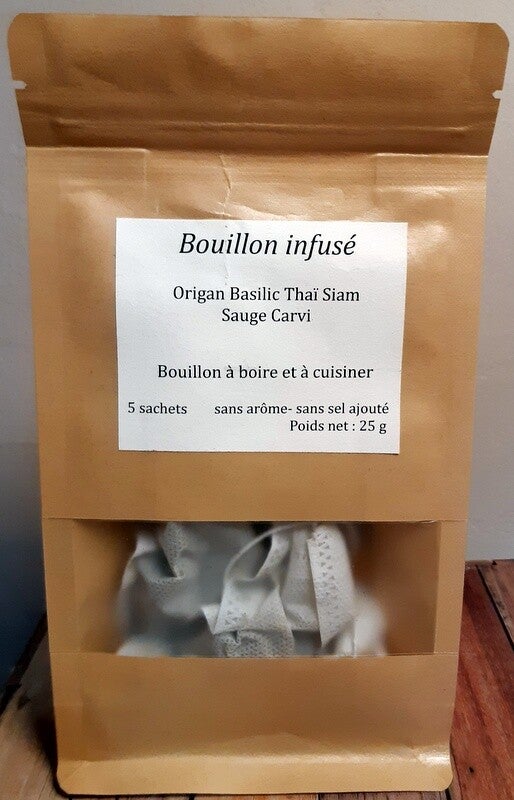 Bouillon infusé
Origan Basilic Thaï Siam
Sauge Carvi
Bouillon à boire et à cuisiner
5 sachets sans arôme- sans sel ajouté
Poids net : 25 g